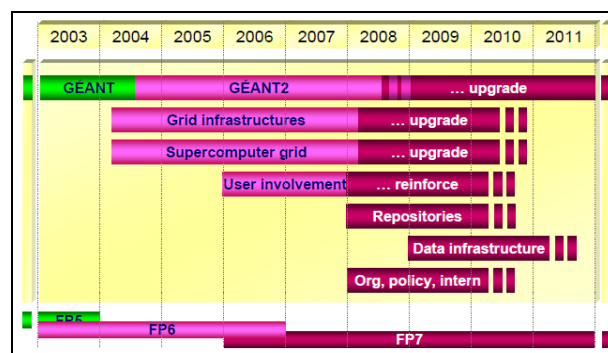 2003 2004 2005 2006 2007 2008 2009 2010 2011
GÉANT GÉANT2 ... upgrade
Grid infrastructures ... upgrade
Supercomputer grid ... upgrade
User involvement ... reinforce
Repositories
Data infrastructure
Org, policy, intern
FP5
FP6
FP7